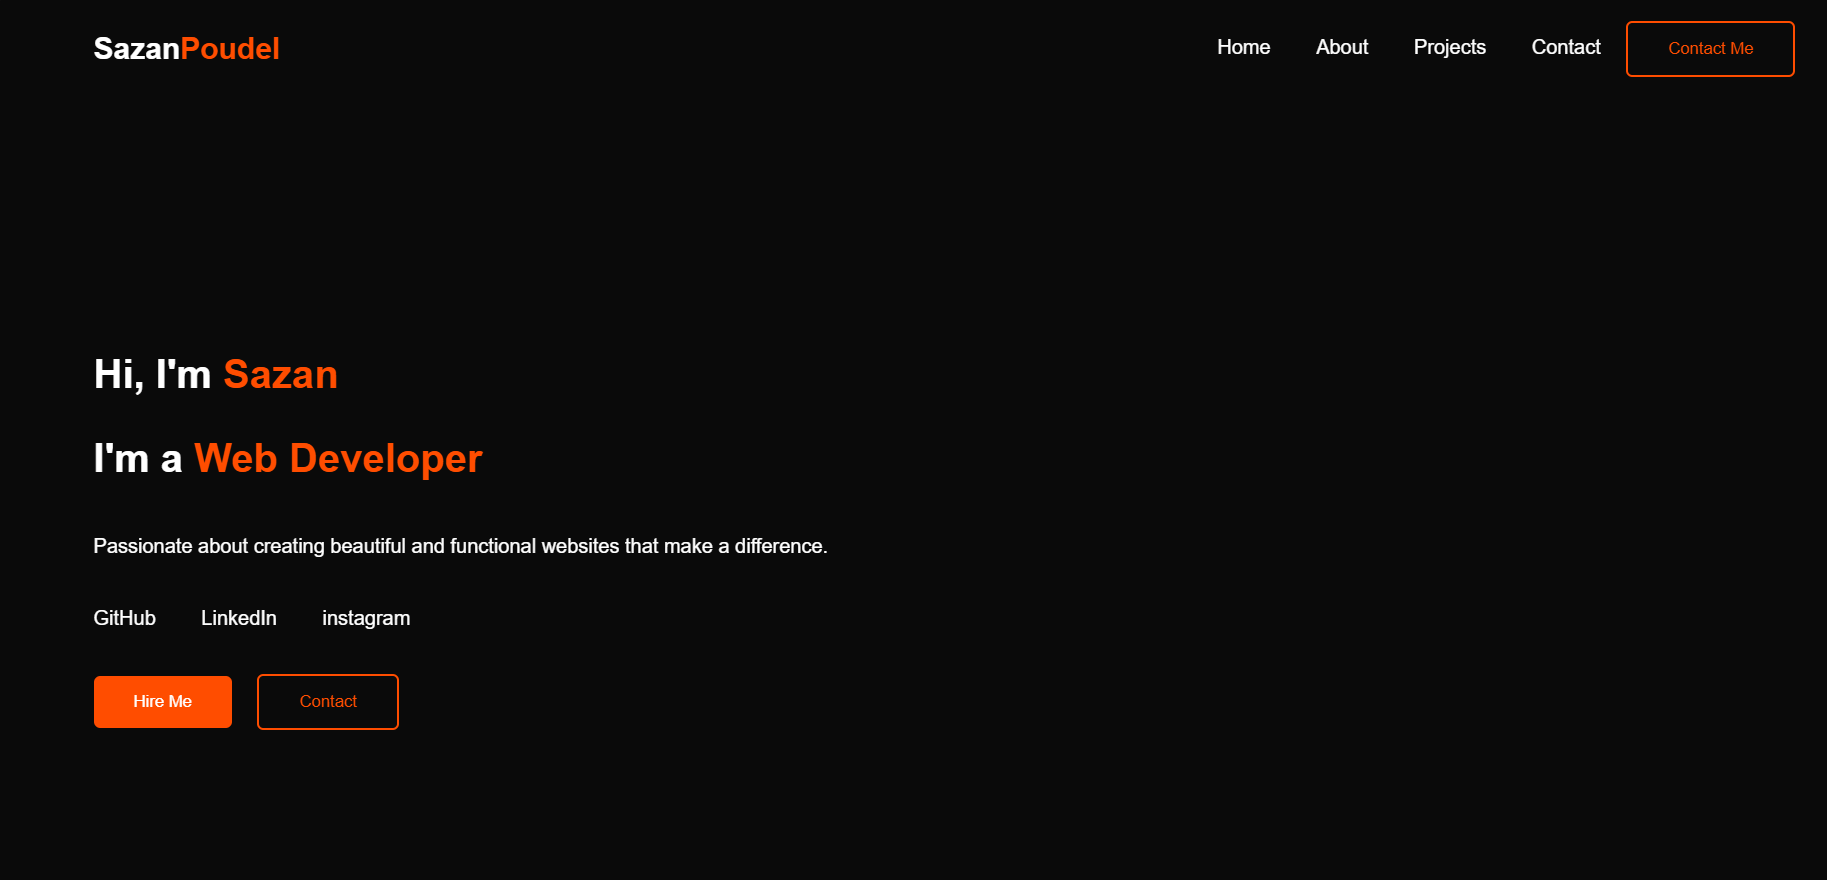 SazanPoudel
Home About Projects Contact Contact Me
Hi, I'm Sazan
I'm a Web Developer
Passionate about creating beautiful and functional websites that make a difference.
GitHub LinkedIn instagram
Hire Me Contact